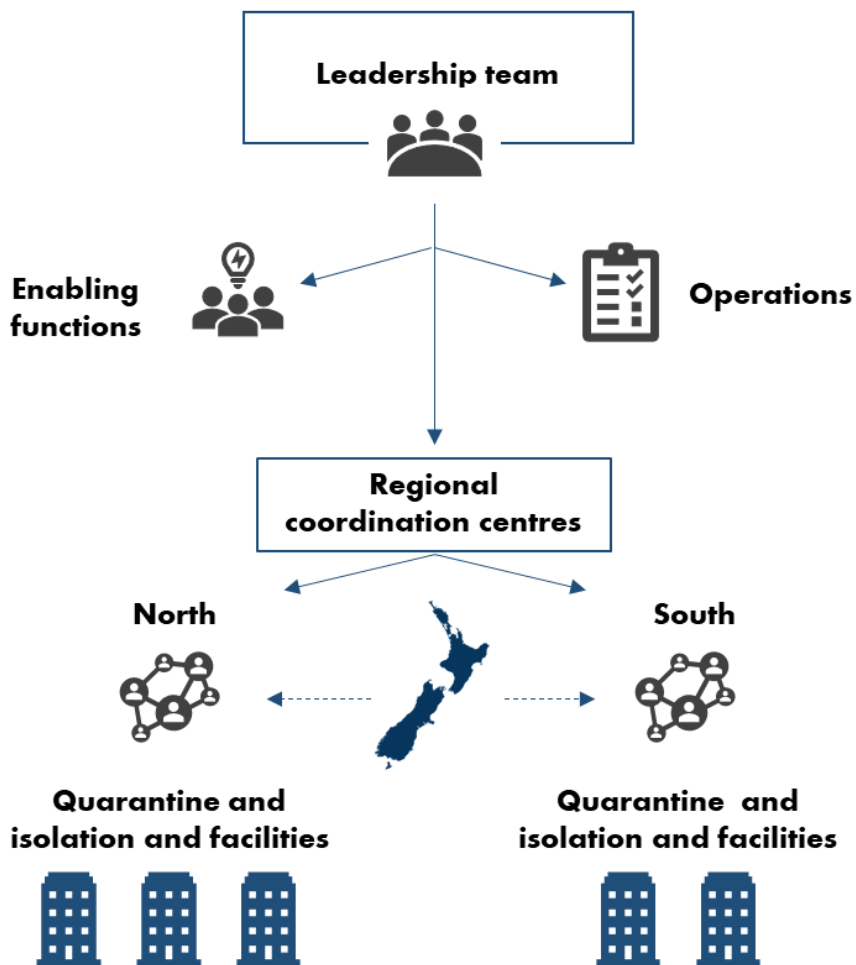 Leadership team
Enabling
functions
Operations
Regional
coordination centres
North
South
Quarantine and
isolation and facilities
Quarantine  and
isolation and facilities